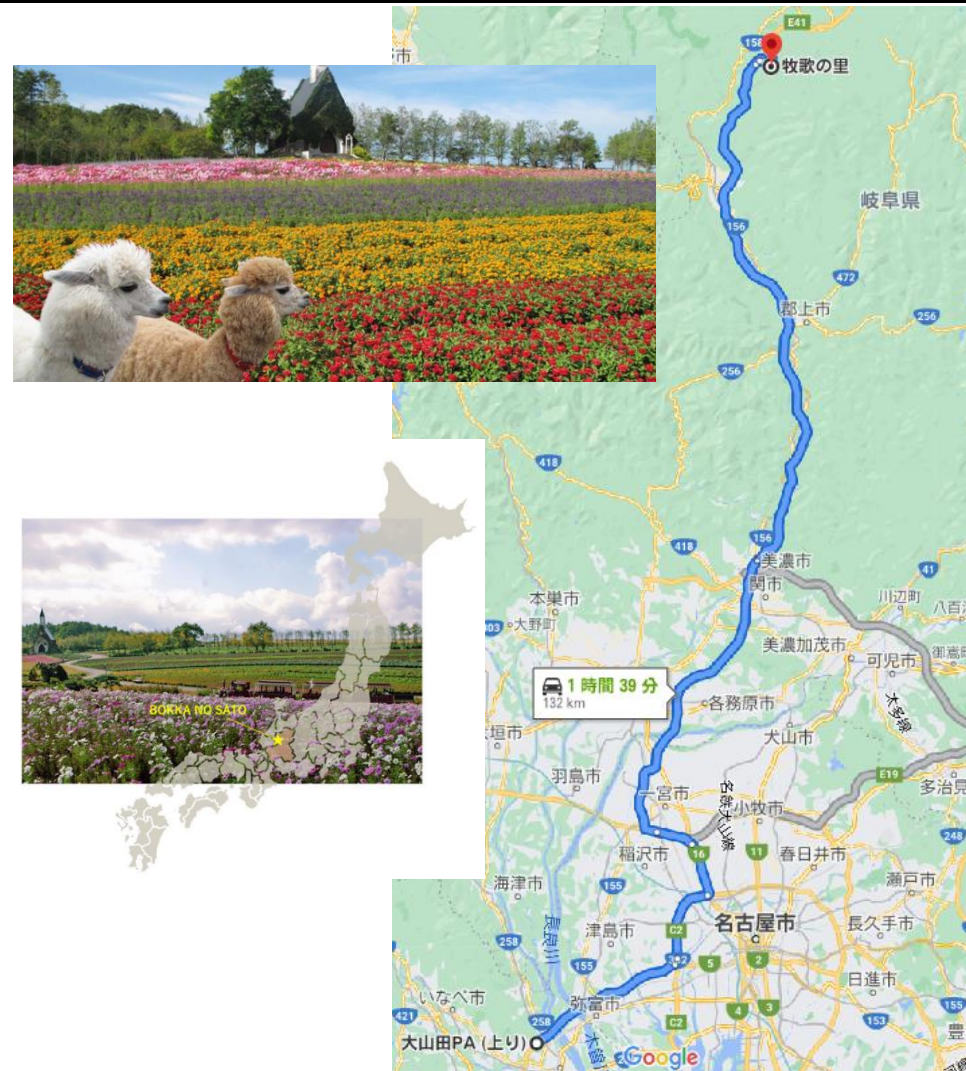 E41
158
牧歌の里
岐阜県
156
472
郡上市
256
256
418
418
156
美濃市
関市
41
川辺町
本巣市
大野町
美濃加茂市
可児市
1 時間 39 分
132 km
各務原市
太多線
犬山市
BOKKA NO SATO
羽島市
E19
一宮市
小牧市
名鉄犬山線
248
稲沢市
16
11
春日井市
海津市
155
瀬戸市
長良川
津島市
C2
名古屋市
長久手市
258
155
302
5
2
日進市
いなべ市
弥富市
421
258
C2
4
3
153
155
大山田PA (上り)
Google